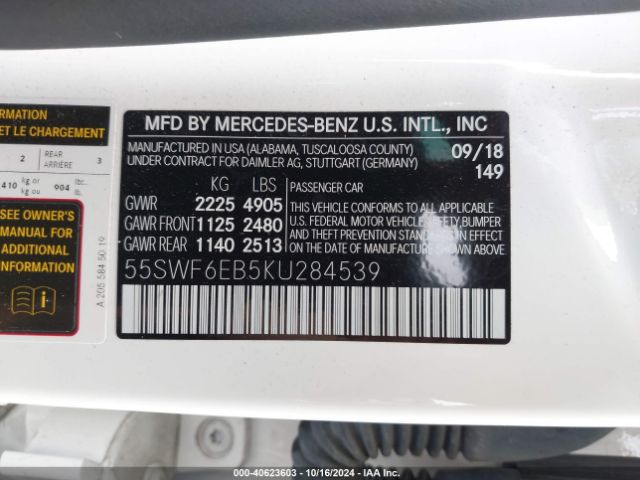 RMATION
ET LE CHARGEMENT
2 REAR ARRIÈRE 3
410 kg or kg ou 904 lbs. lb.
SEE OWNER'S
MANUAL FOR
ADDITIONAL
INFORMATION
A 205 584 50 19
MFD BY MERCEDES-BENZ U.S. INTL., INC
MANUFACTURED IN USA (ALABAMA, TUSCALOOSA COUNTY)
UNDER CONTRACT FOR DAIMLER AG, STUTTGART (GERMANY)
09/18
149
KG LBS
GVWR 2225 4905
GAWR FRONT 1125 2480
GAWR REAR 1140 2513
PASSENGER CAR
THIS VEHICLE CONFORMS TO ALL APPLICABLE
U.S. FEDERAL MOTOR VEHICLE SAFETY, BUMPER
AND THEFT PREVENTION STANDARDS IN EFFECT
ON THE DATE OF MANUFACTURE SHOWN ABOVE
55SWF6EB5KU284539
000-40623603 - 10/16/2024 - IAA Inc.